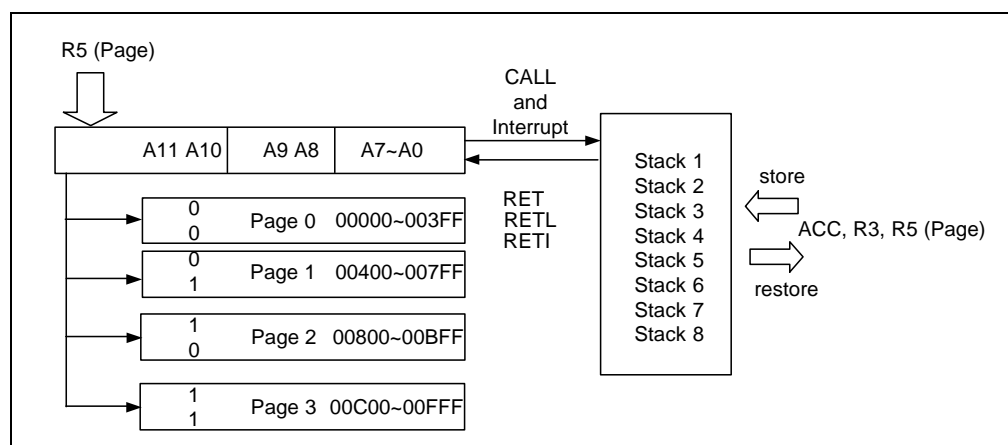 R5 (Page)
CALL
and
Interrupt
A11 A10
A9 A8
A7~A0
RET
RETL
RETI
0
0
Page 0
00000~003FF
0
1
Page 1
00400~007FF
1
0
Page 2
00800~00BFF
1
1
Page 3
00C00~00FFF
Stack 1
Stack 2
Stack 3
Stack 4
Stack 5
Stack 6
Stack 7
Stack 8
store
ACC, R3, R5 (Page)
restore